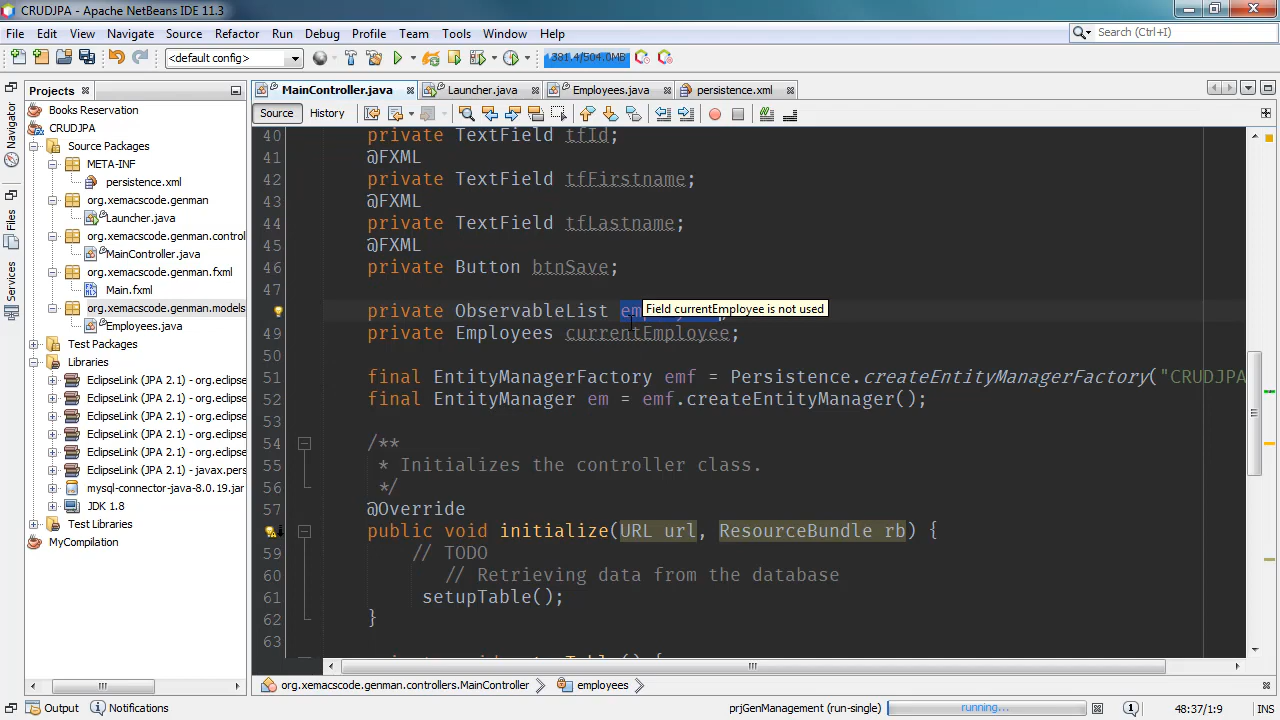 CRUDJPA - Apache NetBeans IDE 11.3
File Edit View Navigate Source Refactor Run Debug Profile Team Tools Window Help
Search (Ctrl+I)
<default config>
381.4/504.0MB
Projects
MainController.java
Launcher.java
Employees.java
persistence.xml
Source
History
Navigator
Files
Services
Books Reservation
CRUDJPA
Source Packages
META-INF
persistence.xml
org.xemacscode.genman
Launcher.java
org.xemacscode.genman.control
MainController.java
org.xemacscode.genman.fxml
Main.fxml
org.xemacscode.genman.models
Employees.java
Test Packages
Libraries
EclipseLink (JPA 2.1) - org.eclipse
EclipseLink (JPA 2.1) - org.eclipse
EclipseLink (JPA 2.1) - org.eclipse
EclipseLink (JPA 2.1) - org.eclipse
EclipseLink (JPA 2.1) - org.eclipse
EclipseLink (JPA 2.1) - javax.pers
mysql-connector-java-8.0.19.jar
JDK 1.8
Test Libraries
MyCompilation
40 private TextField tfId;
41 @FXML
42 private TextField tfFirstname;
43 @FXML
44 private TextField tfLastname;
45 @FXML
46 private Button btnSave;
47
private ObservableList em
Field currentEmployee is not used
49 private Employees currentEmployee;
50
51 final EntityManagerFactory emf = Persistence.createEntityManagerFactory("CRUDJPA
52 final EntityManager em = emf.createEntityManager();
53
54 /**
55 * Initializes the controller class.
56 */
57 @Override
public void initialize(URL url, ResourceBundle rb) {
59 // TODO
60 // Retrieving data from the database
61 setupTable();
62 }
63
org.xemacscode.genman.controllers.MainController
employees
Output
Notifications
prjGenManagement (run-single)
running...
1
48:37/1:9
INS